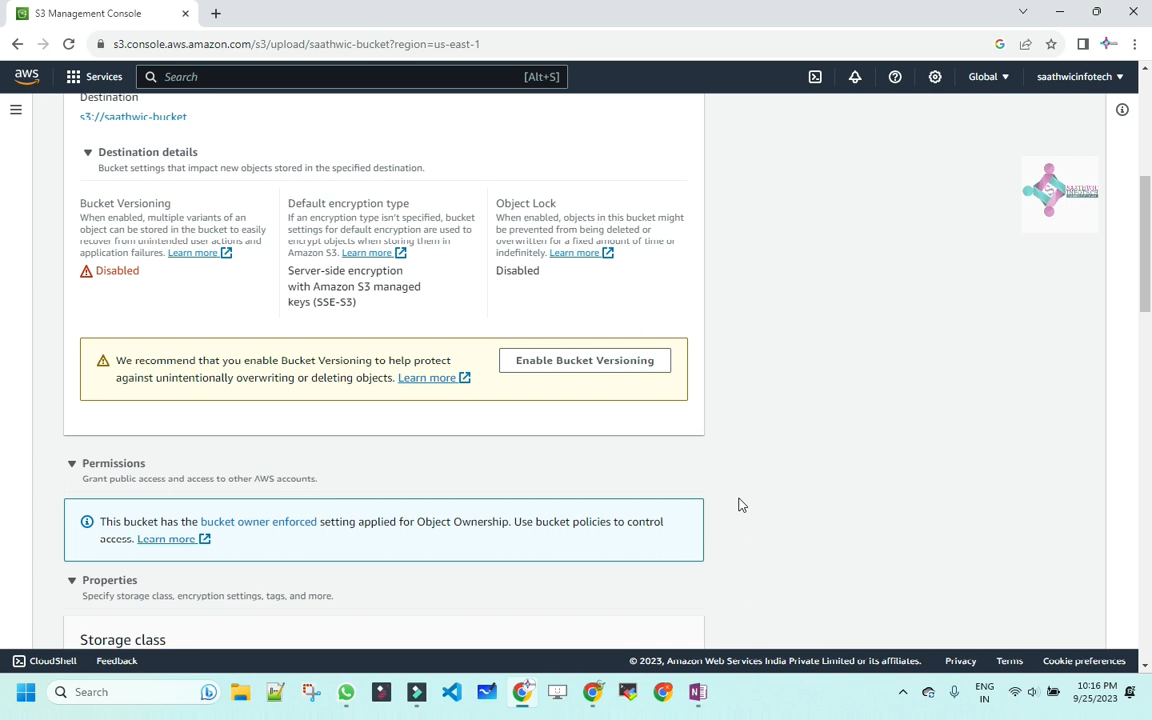 S3 Management Console
s3.console.aws.amazon.com/s3/upload/saathwic-bucket?region=us-east-1
aws
Services
Search
[Alt+S]
Global
saathwicinfotech
Destination
s3://saathwic-bucket
Destination details
Bucket settings that impact new objects stored in the specified destination.
Bucket Versioning
When enabled, multiple variants of an
object can be stored in the bucket to easily
recover from unintended user actions and
application failures. Learn more
Disabled
Default encryption type
If an encryption type isn't specified, bucket
settings for default encryption are used to
encrypt objects when storing them in
Amazon S3. Learn more
Server-side encryption
with Amazon S3 managed
keys (SSE-S3)
Object Lock
When enabled, objects in this bucket might
be prevented from being deleted or
overwritten for a fixed amount of time or
indefinitely. Learn more
Disabled
We recommend that you enable Bucket Versioning to help protect
against unintentionally overwriting or deleting objects. Learn more
Enable Bucket Versioning
Permissions
Grant public access and access to other AWS accounts.
This bucket has the bucket owner enforced setting applied for Object Ownership. Use bucket policies to control
access. Learn more
Properties
Specify storage class, encryption settings, tags, and more.
Storage class
SAATHWIC
INFOTECH
CloudShell
Feedback
© 2023, Amazon Web Services India Private Limited or its affiliates.
Privacy
Terms
Cookie preferences
Search
ENG
IN
10:16 PM
9/25/2023